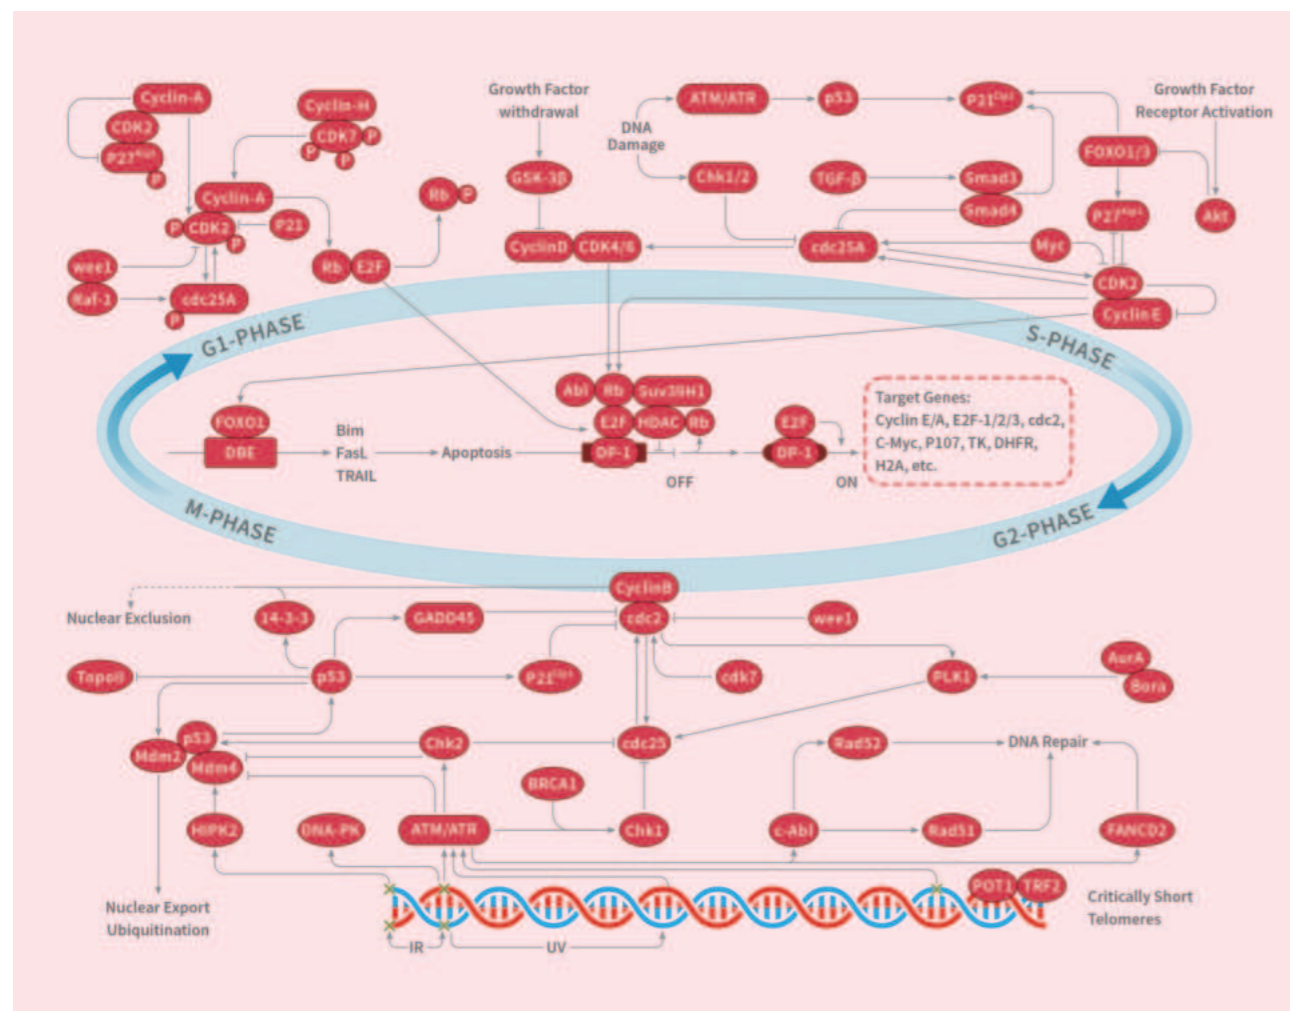 Cyclin-A
CDK2
P27Kip1
P
Cyclin-H
CDK7
P
P
P
Growth Factor
withdrawal
GSK-3β
CyclinD
CDK4/6
DNA
Damage
ATM/ATR
p53
P21Cip1
Chk1/2
TGF-β
Smad3
Smad4
cdc25A
Growth Factor
Receptor Activation
FOXO1/3
P27Kip1
Akt
Myc
CDK2
Cyclin E
Cyclin-A
P
CDK2
P
P21
Rb
P
Rb
E2F
wee1
Raf-1
cdc25A
P
G1-PHASE
S-PHASE
G2-PHASE
M-PHASE
FOXO1
DBE
Bim
FasL
TRAIL
Apoptosis
Abl
Rb
Suv39H1
E2F
HDAC
Rb
DP-1
OFF
E2F
DP-1
ON
Target Genes:
Cyclin E/A, E2F-1/2/3, cdc2,
C-Myc, P107, TK, DHFR,
H2A, etc.
CyclinB
cdc2
wee1
Nuclear Exclusion
14-3-3
GADD45
TopoII
p53
P21Cip1
cdk7
PLK1
AurA
Bora
p53
Mdm2
Mdm4
Chk2
cdc25
Rad52
DNA Repair
BRCA1
HIPK2
DNA-PK
ATM/ATR
Chk1
c-Abl
Rad51
FANCD2
POT1
TRF2
Critically Short
Telomeres
Nuclear Export
Ubiquitination
IR
UV